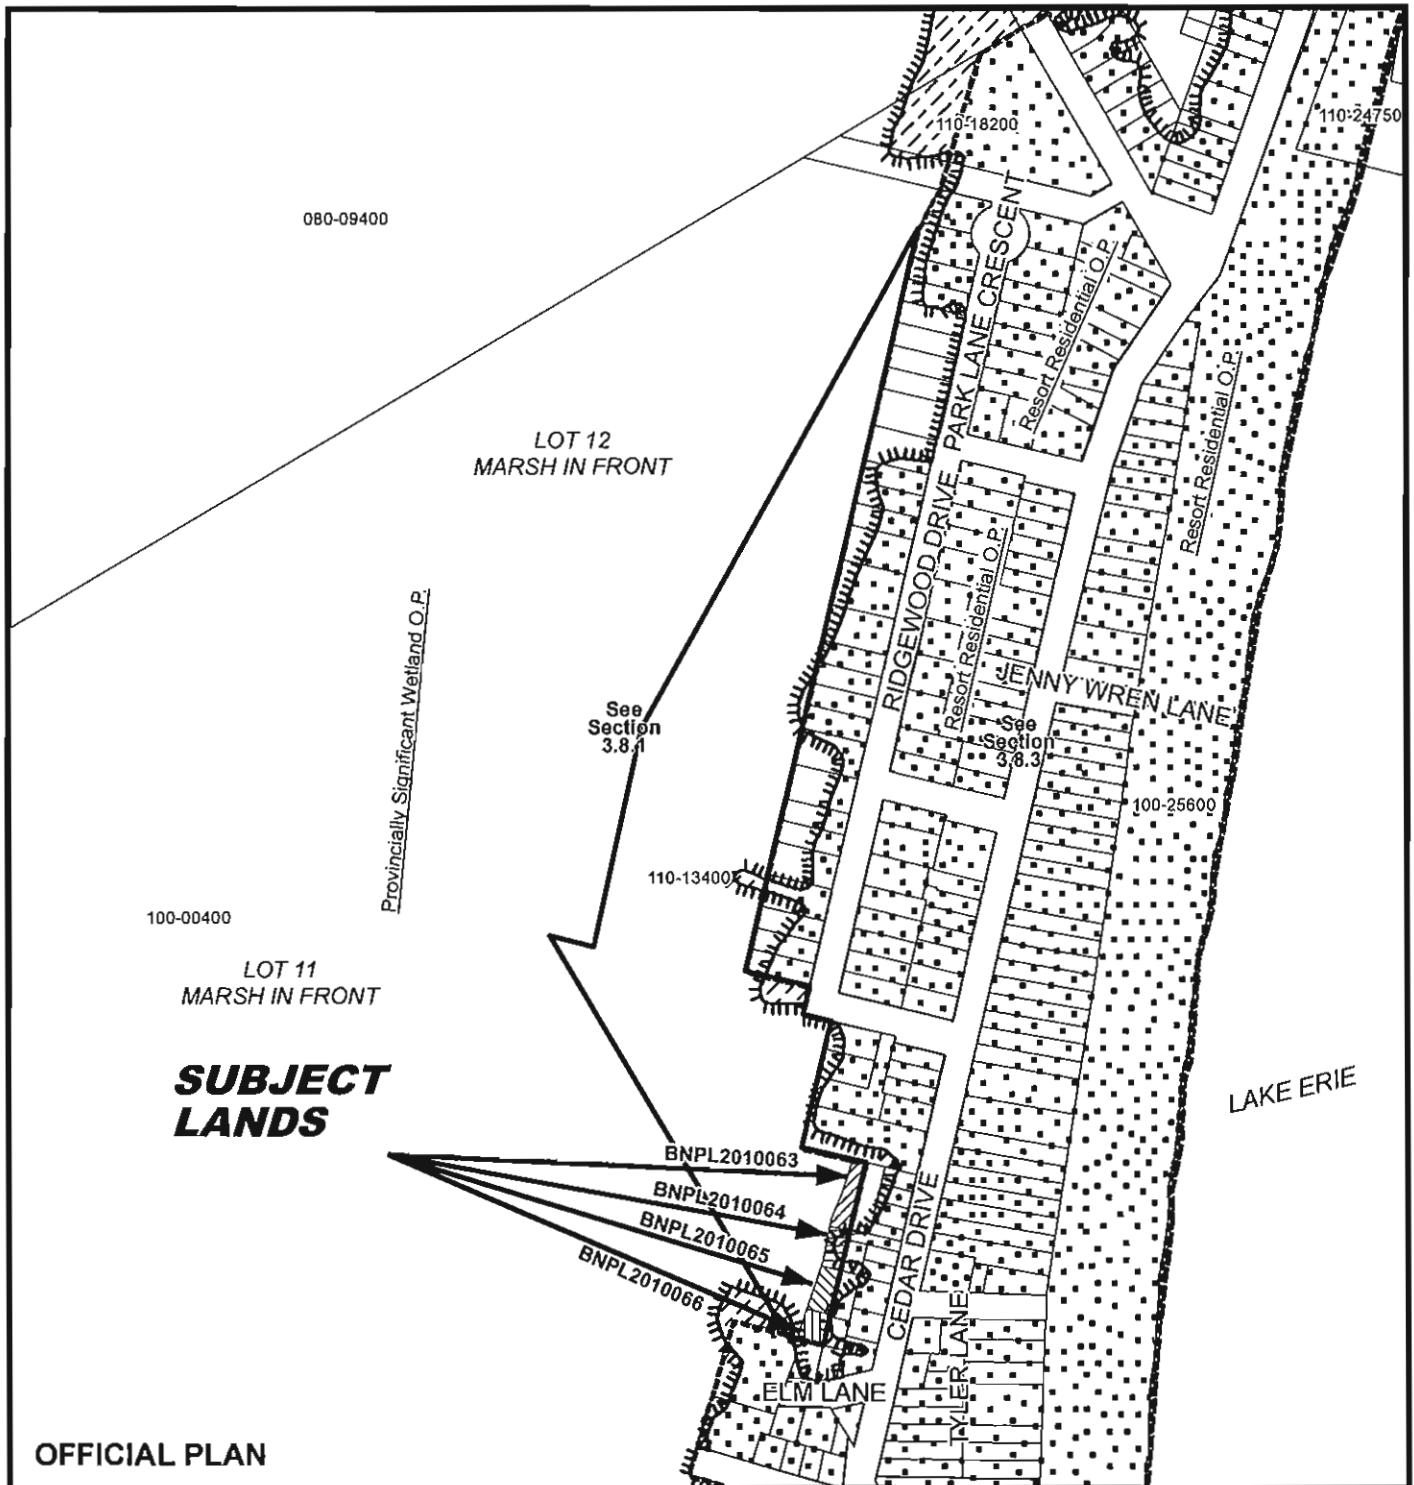 110-18200
110-24750
080-09400
PARK LANE CRESCENT
Resort Residential O.P.
Resort Residential O.P.
LOT 12
MARSH IN FRONT
RIDGEWOOD DRIVE
Resort Residential O.P.
Provincially Significant Wetland O.P.
JENNY WREN LANE
See
Section
3.8.1
See
Section
3.8.3
100-25600
110-13400
100-00400
LOT 11
MARSH IN FRONT
SUBJECT
LANDS
LAKE ERIE
BNPL2010063
BNPL2010064
BNPL2010065
BNPL2010066
CEDAR DRIVE
TYLER LANE
ELM LANE
OFFICIAL PLAN